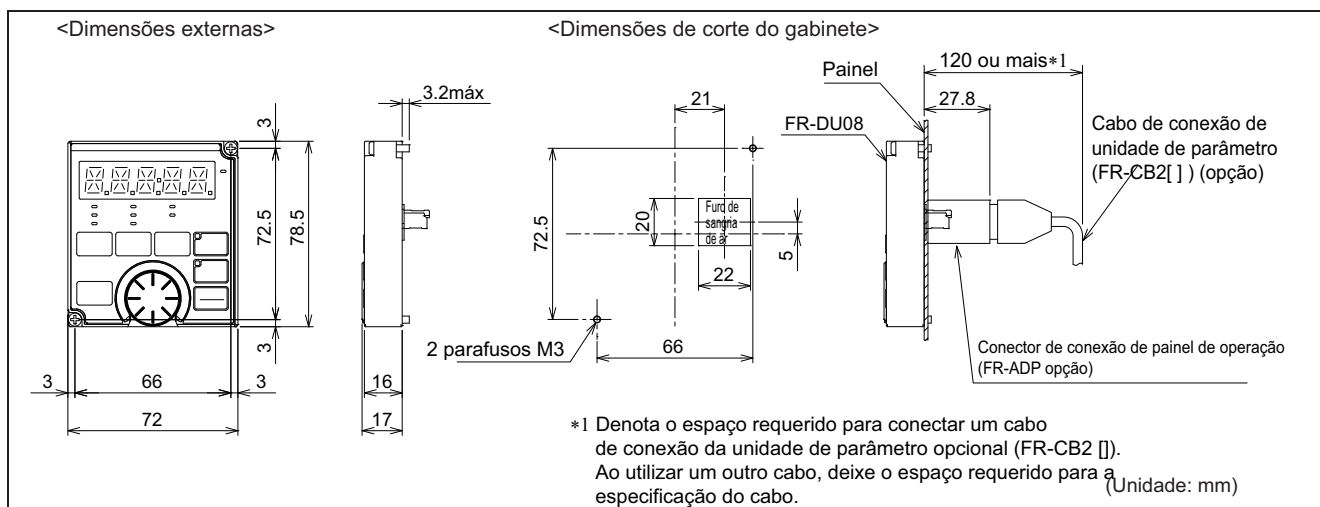 <Dimensões externas>
<Dimensões de corte do gabinete>
3
72.5
78.5
3
3
66
3
72
3.2máx
16
17
21
72.5
20
Furo de
sangria
de ar
5
22
66
2 parafusos M3
Painel
FR-DU08
120 ou mais*1
27.8
Cabo de conexão de
unidade de parâmetro
(FR-CB2[ ] ) (opção)
Conector de conexão de painel de operação
(FR-ADP opção)
*1 Denota o espaço requerido para conectar um cabo
de conexão da unidade de parâmetro opcional (FR-CB2 []).
Ao utilizar um outro cabo, deixe o espaço requerido para a
especificação do cabo.
(Unidade: mm)